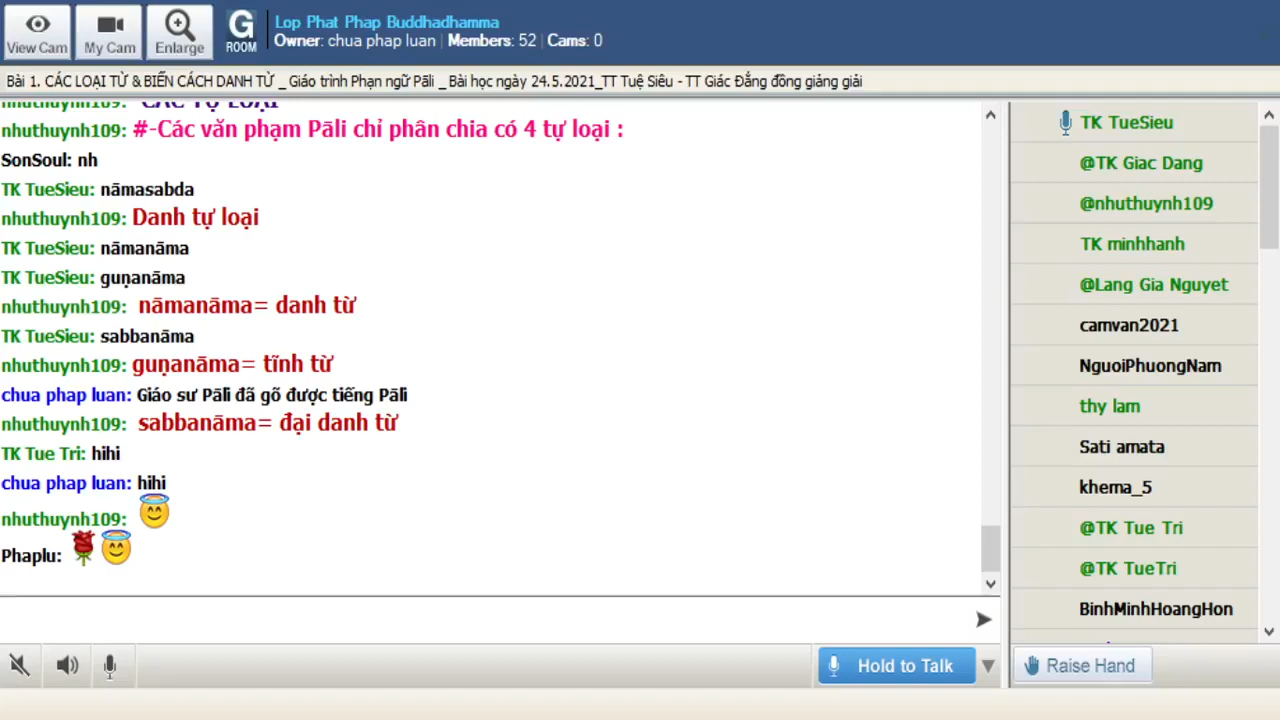 View Cam
My Cam
Enlarge
G
ROOM
Lop Phat Phap Buddhadhamma
Owner: chua phap luan | Members: 52 | Cams: 0
Bài 1. CÁC LOẠI TỪ & BIẾN CÁCH DANH TỪ _ Giáo trình Phạn ngữ Pāli _ Bài học ngày 24.5.2021_TT Tuệ Siêu - TT Giác Đẳng đồng giảng giải
nhuthuynh109: CÁC TỰ LOẠI
nhuthuynh109: #-Các văn phạm Pāli chỉ phân chia có 4 tự loại :
SonSoul: nh
TK TueSieu: nāmasabda
nhuthuynh109: Danh tự loại
TK TueSieu: nāmanāma
TK TueSieu: guṇanāma
nhuthuynh109: nāmanāma= danh từ
TK TueSieu: sabbanāma
nhuthuynh109: guṇanāma= tĩnh từ
chua phap luan: Giáo sư Pāli đã gõ được tiếng Pāli
nhuthuynh109: sabbanāma= đại danh từ
TK Tue Tri: hihi
chua phap luan: hihi
nhuthuynh109:
Phaplu:
TK TueSieu
@TK Giac Dang
@nhuthuynh109
TK minhhanh
@Lang Gia Nguyet
camvan2021
NguoiPhuongNam
thy lam
Sati amata
khema_5
@TK Tue Tri
@TK TueTri
BinhMinhHoangHon
Hold to Talk
Raise Hand